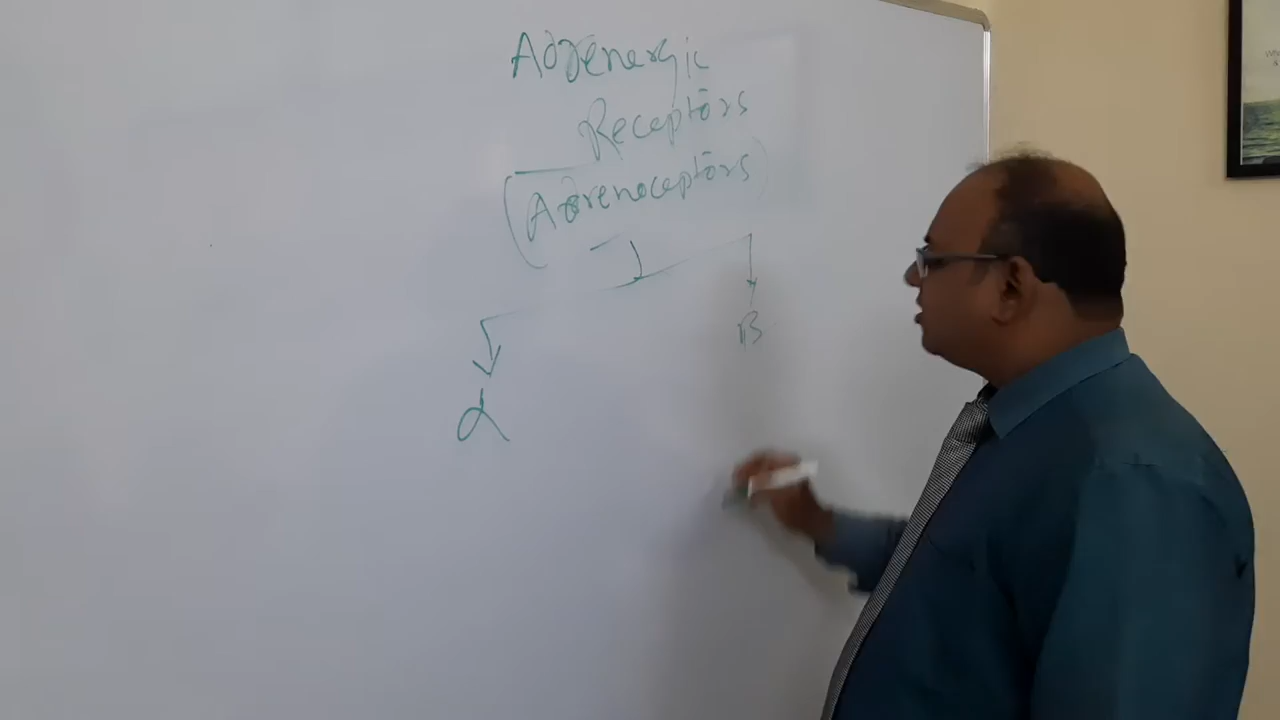 Adrenergic
Receptors
(Adrenoceptors)
β
α